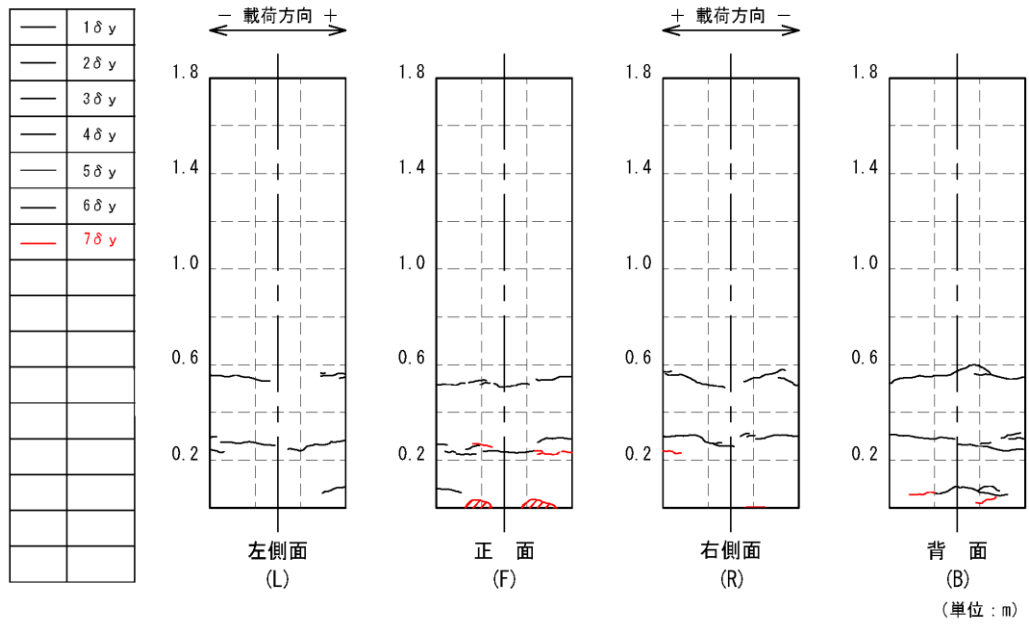 1δy
2δy
3δy
4δy
5δy
6δy
7δy
－ 載荷方向 ＋
＋ 載荷方向 －
1.8
1.4
1.0
0.6
0.2
左側面
(L)
1.8
1.4
1.0
0.6
0.2
正　面
(F)
1.8
1.4
1.0
0.6
0.2
右側面
(R)
1.8
1.4
1.0
0.6
0.2
背　面
(B)
(単位：m)